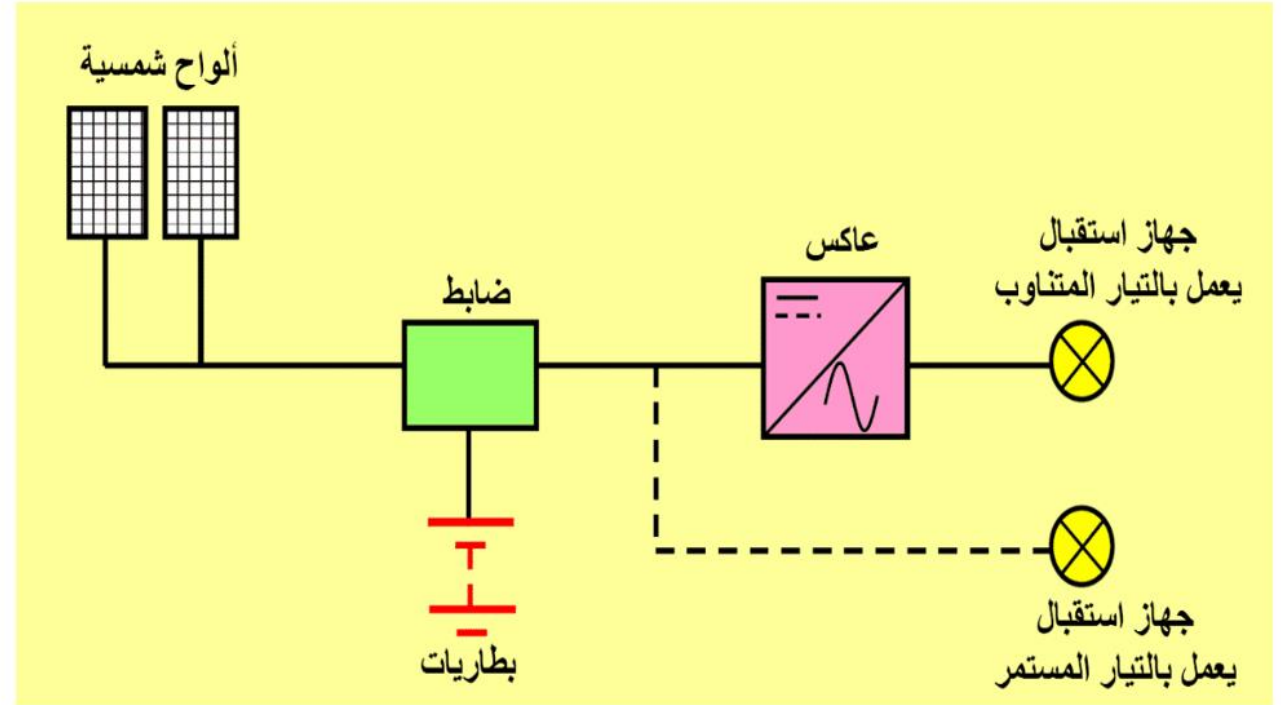 ألواح شمسية
ضابط
عاكس
جهاز استقبال
يعمل بالتيار المتناوب
بطاريات
جهاز استقبال
يعمل بالتيار المستمر